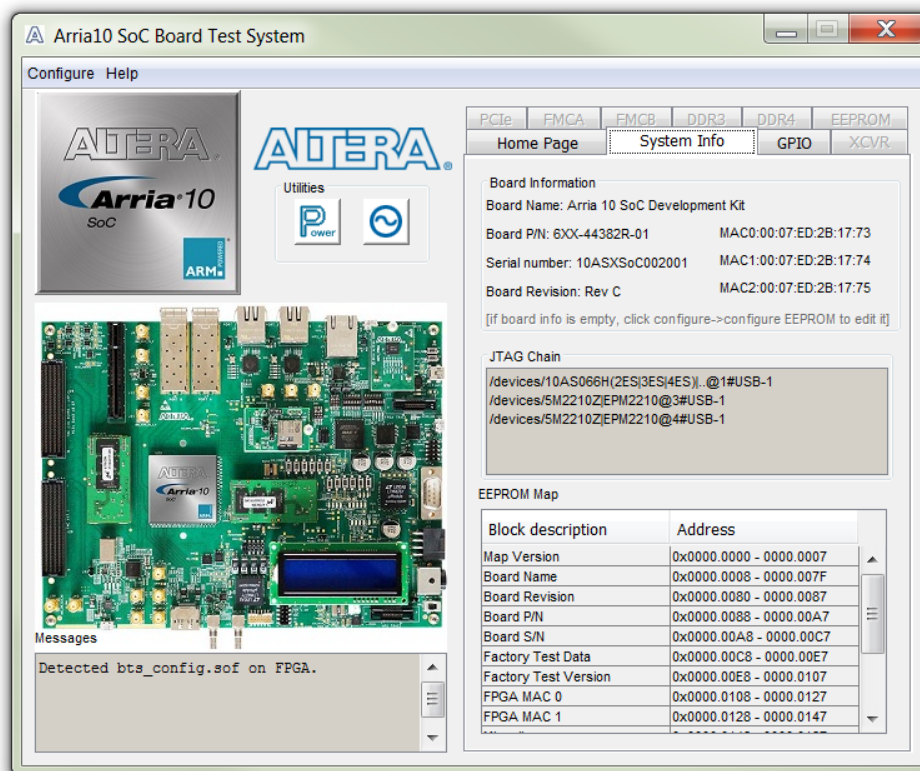 Arria10 SoC Board Test System
Configure Help
ALTERA
Arria 10
SoC
ARM POWERED
ALTERA
Utilities
Power
PCIe FMCA FMCB DDR3 DDR4 EEPROM
Home Page System Info GPIO XCVR
Board Information
Board Name: Arria 10 SoC Development Kit
Board P/N: 6XX-44382R-01 MAC0:00:07:ED:2B:17:73
Serial number: 10ASXSoC002001 MAC1:00:07:ED:2B:17:74
Board Revision: Rev C MAC2:00:07:ED:2B:17:75
[if board info is empty, click configure->configure EEPROM to edit it]
JTAG Chain
/devices/10AS066H(2ES|3ES|4ES)|..@1#USB-1
/devices/5M2210Z|EPM2210@3#USB-1
/devices/5M2210Z|EPM2210@4#USB-1
ALTERA
ALTERA
Arria 10
SoC
EEPROM Map
Block description Address
Map Version 0x0000.0000 - 0000.0007
Board Name 0x0000.0008 - 0000.007F
Board Revision 0x0000.0080 - 0000.0087
Board P/N 0x0000.0088 - 0000.00A7
Board S/N 0x0000.00A8 - 0000.00C7
Factory Test Data 0x0000.00C8 - 0000.00E7
Factory Test Version 0x0000.00E8 - 0000.0107
FPGA MAC 0 0x0000.0108 - 0000.0127
FPGA MAC 1 0x0000.0128 - 0000.0147
Messages
Detected bts_config.sof on FPGA.